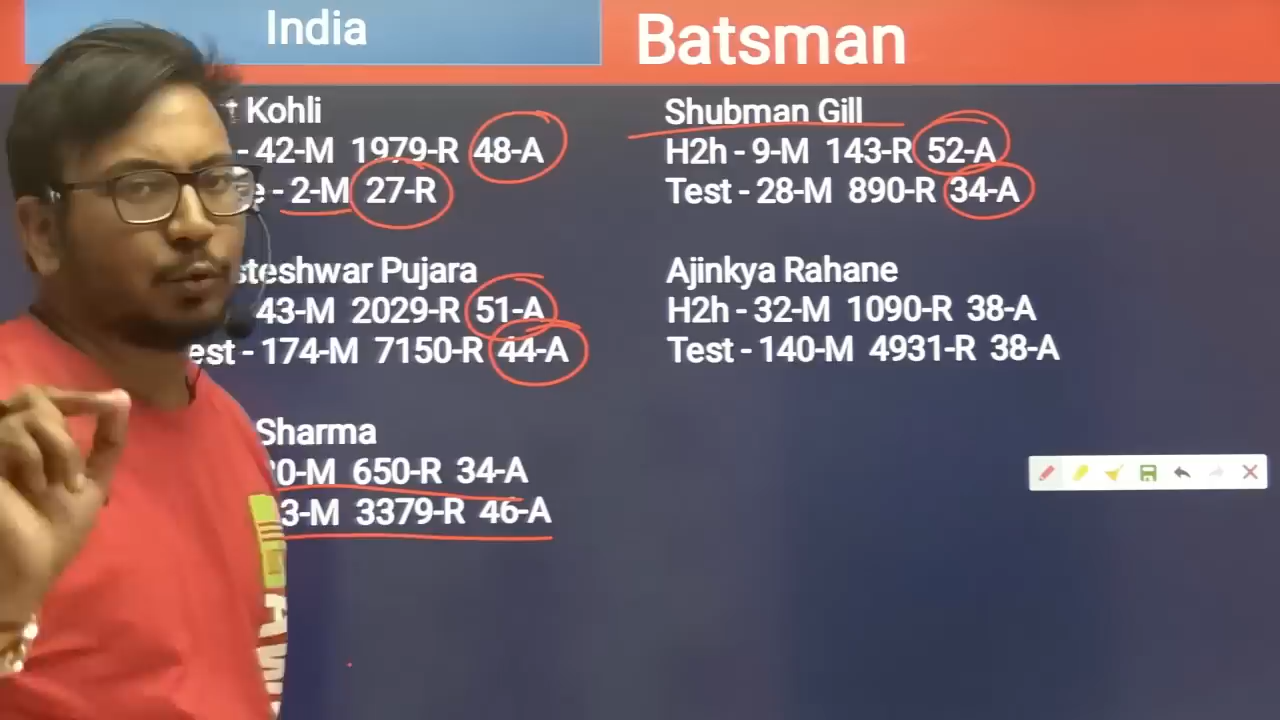 India
Batsman
Kohli
- 42-M 1979-R 48-A
e - 2-M 27-R
steshwar Pujara
43-M 2029-R 51-A
est - 174-M 7150-R 44-A
Sharma
0-M 650-R 34-A
3-M 3379-R 46-A
Shubman Gill
H2h - 9-M 143-R 52-A
Test - 28-M 890-R 34-A
Ajinkya Rahane
H2h - 32-M 1090-R 38-A
Test - 140-M 4931-R 38-A